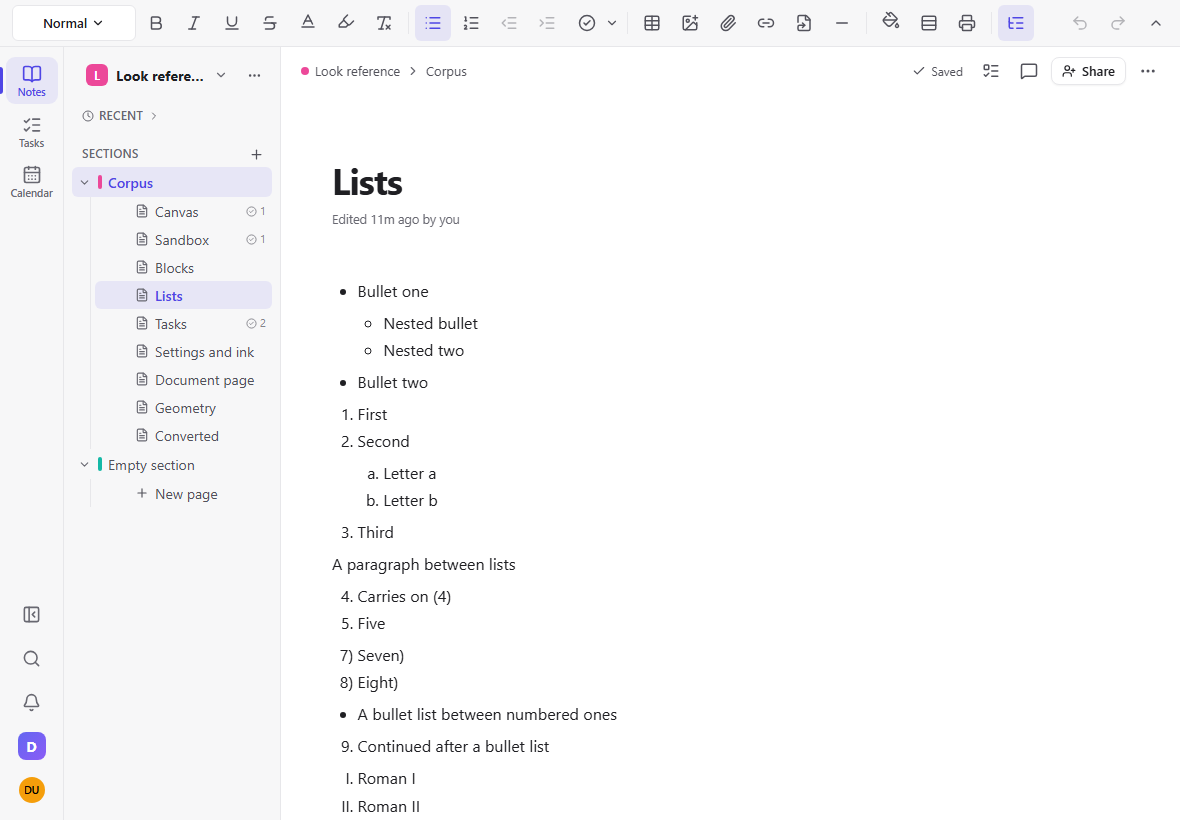 Normal
Notes
Tasks
Calendar
D
DU
L Look refere...
RECENT
SECTIONS
Corpus
Canvas 1
Sandbox 1
Blocks
Lists
Tasks 2
Settings and ink
Document page
Geometry
Converted
Empty section
New page
Look reference > Corpus
Saved
Share
Lists
Edited 11m ago by you
• Bullet one
◦ Nested bullet
◦ Nested two
• Bullet two
1. First
2. Second
a. Letter a
b. Letter b
3. Third
A paragraph between lists
4. Carries on (4)
5. Five
7) Seven)
8) Eight)
• A bullet list between numbered ones
9. Continued after a bullet list
I. Roman I
II. Roman II